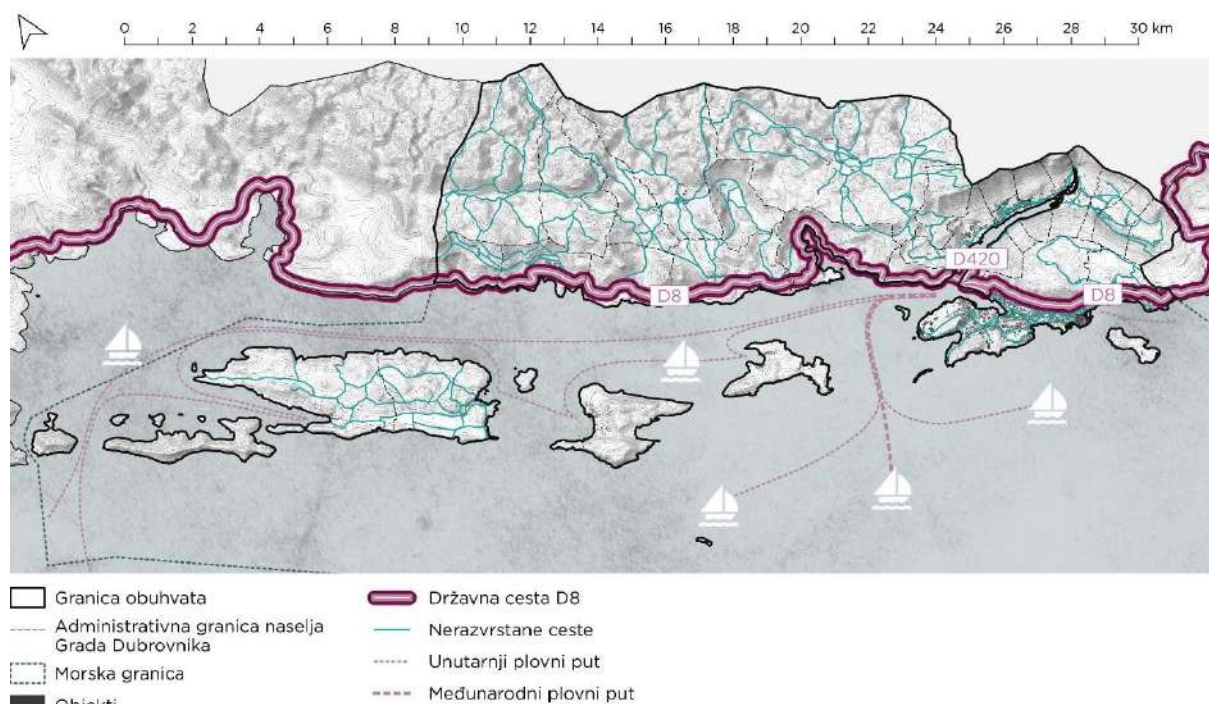 0 2 4 6 8 10 12 14 16 18 20 22 24 26 28 30 km
D420
D8
D8
Granica obuhvata
Administrativna granica naselja
Grada Dubrovnika
Morska granica
Objekti
Državna cesta D8
Nerazvrstane ceste
Unutarnji plovni put
Međunarodni plovni put